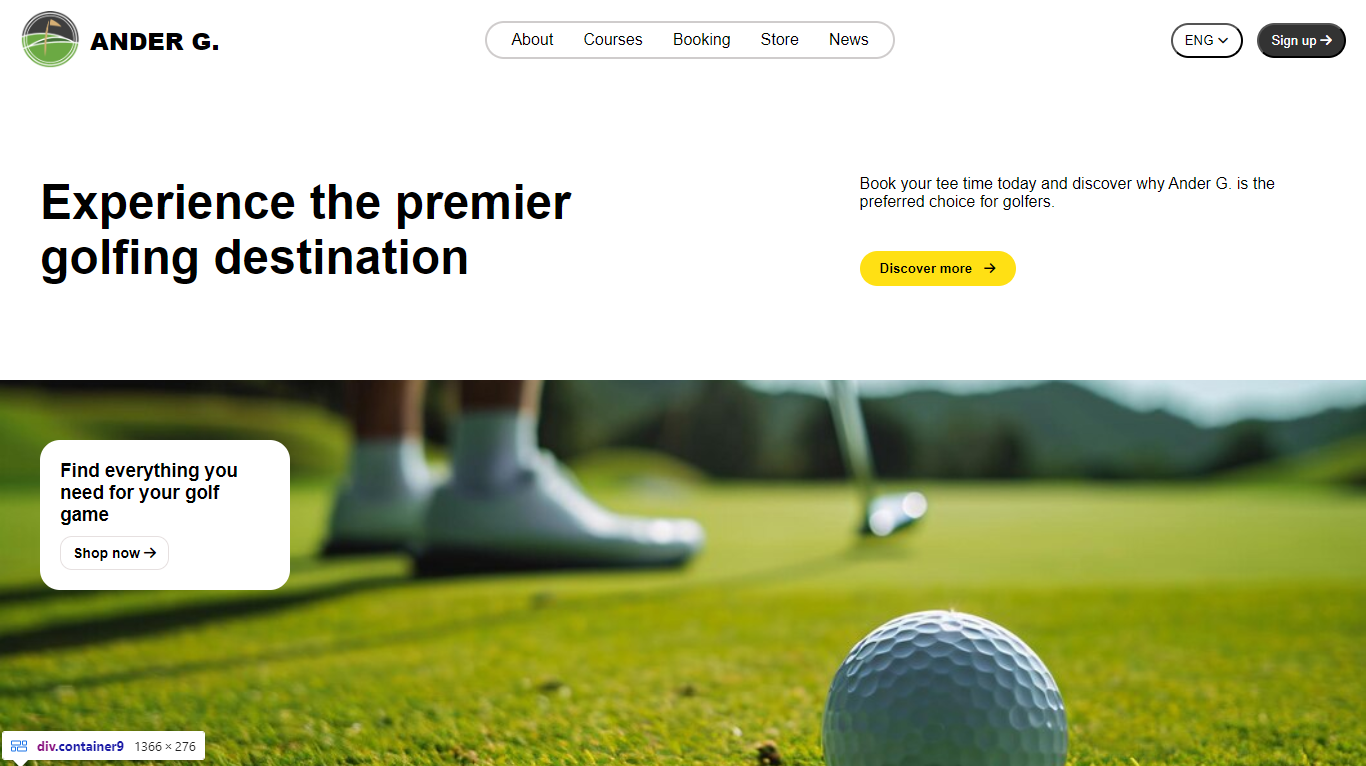 ANDER G.
About Courses Booking Store News
ENG
Sign up
Experience the premier
golfing destination
Book your tee time today and discover why Ander G. is the
preferred choice for golfers.
Discover more
Find everything you
need for your golf
game
Shop now
div.container9 1366 × 276